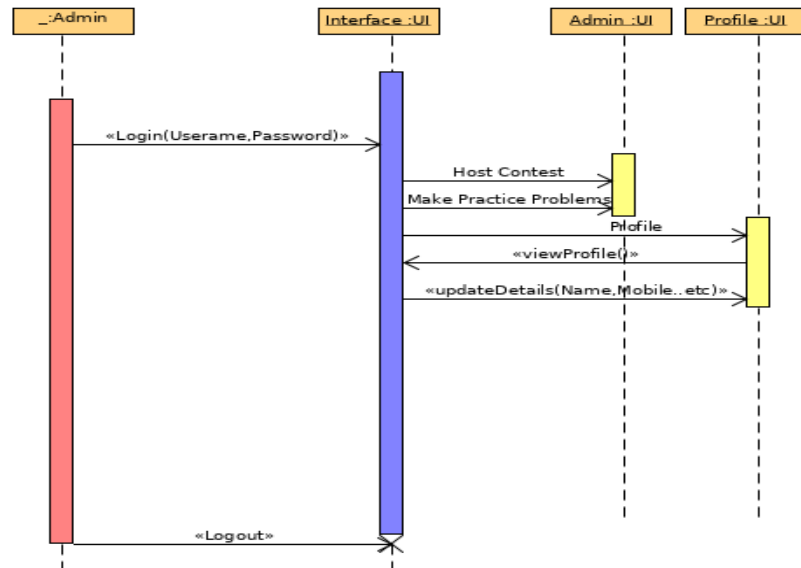 _:Admin
Interface :UI
Admin :UI
Profile :UI
«Login(Userame,Password)»
Host Contest
Make Practice Problems
Profile
«viewProfile()»
«updateDetails(Name,Mobile..etc)»
«Logout»